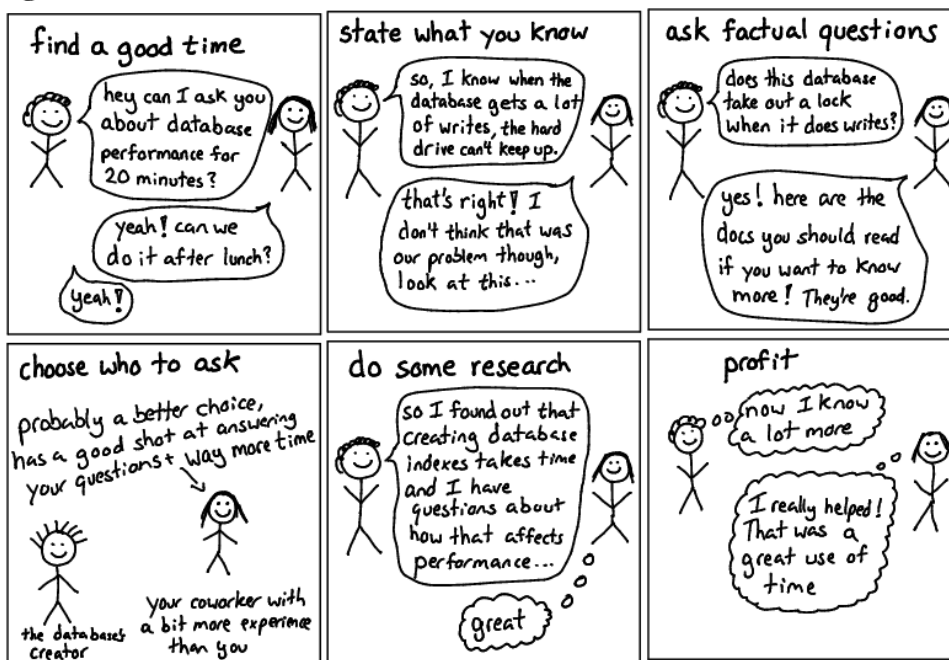 find a good time
hey can I ask you
about database
performance for
20 minutes?
yeah! can we
do it after lunch?
yeah!
state what you know
so, I know when the
database gets a lot
of writes, the hard
drive can't keep up.
that's right! I
don't think that was
our problem though,
look at this...
ask factual questions
does this database
take out a lock
when it does writes?
yes! here are the
docs you should read
if you want to know
more! They're good.
choose who to ask
probably a better choice,
has a good shot at answering
your questions + way more time
the database's
creator
your coworker with
a bit more experience
than you
do some research
so I found out that
creating database
indexes takes time
and I have
questions about
how that affects
performance...
great
profit
now I know
a lot more
I really helped!
That was a
great use of
time